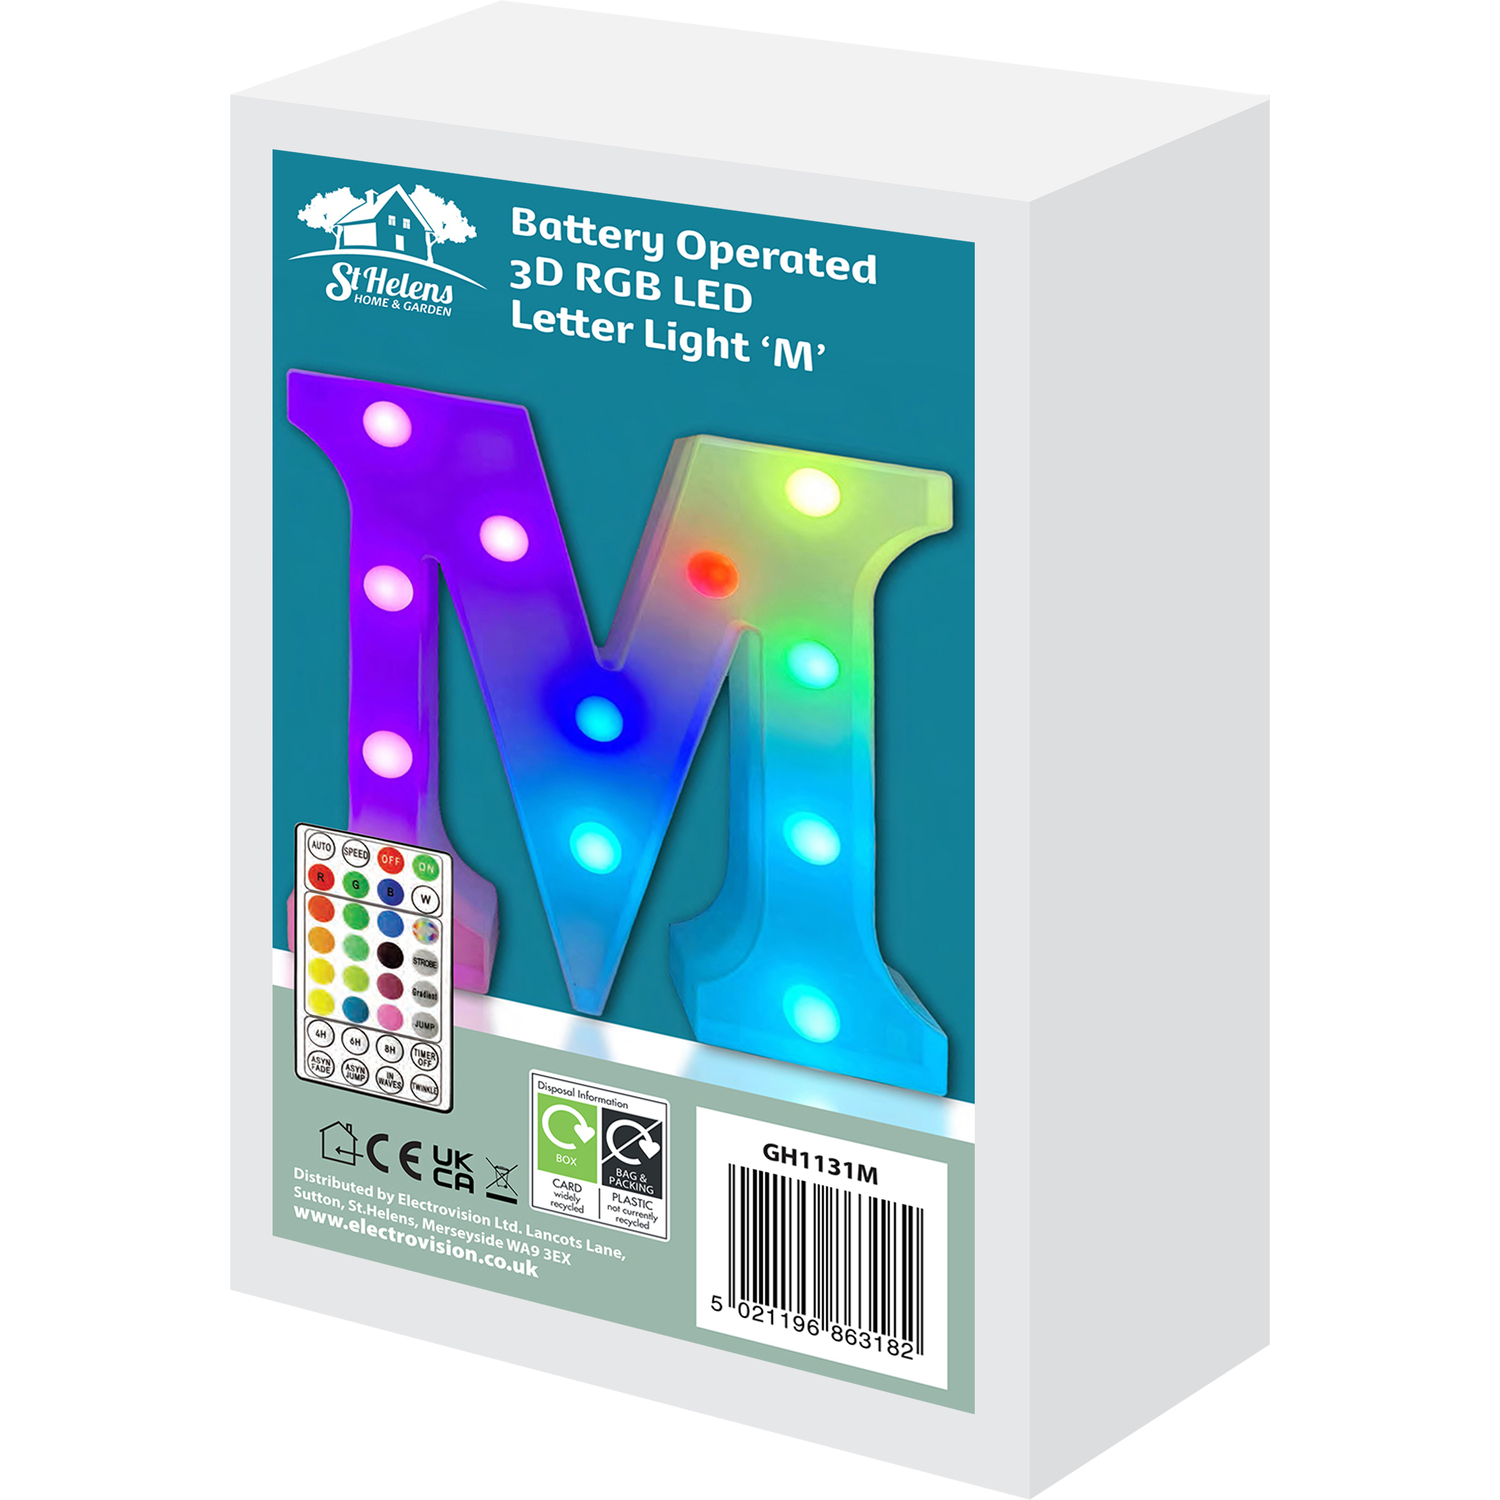 St Helens
HOME & GARDEN
Battery Operated
3D RGB LED
Letter Light ‘M’
AUTO SPEED OFF ON
R G B W
STROBE
Gradient
JUMP
4H 6H 8H TIMER OFF
ASYN FADE ASYN JUMP IN WAVES TWINKLE
CE UK CA
Distributed by Electrovision Ltd. Lancots Lane,
Sutton, St.Helens, Merseyside WA9 3EX
www.electrovision.co.uk
Disposal Information
BOX
CARD
widely
recycled
BAG &
PACKING
PLASTIC
not currently
recycled
GH1131M
5 021196 863182